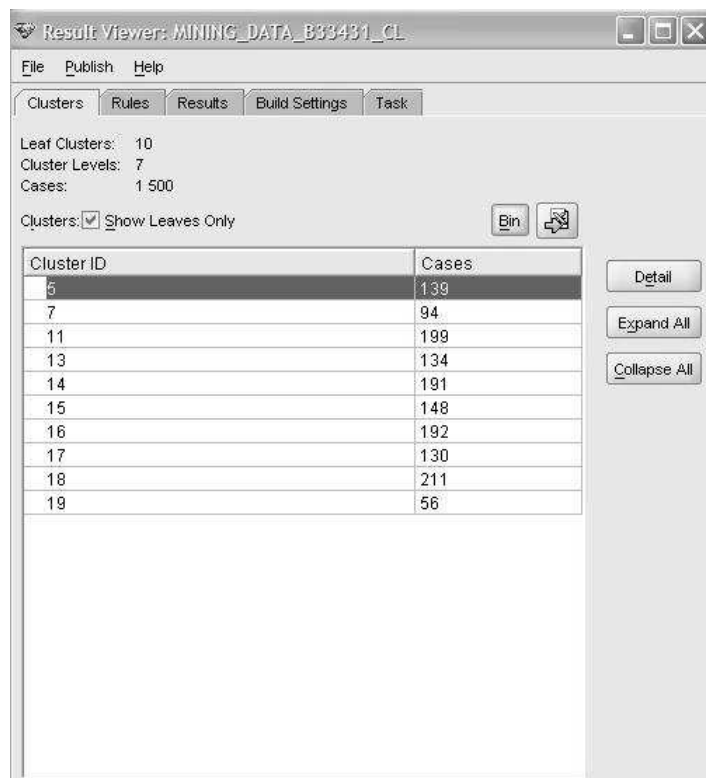 Result Viewer: MINING_DATA_B33431_CL
File Publish Help
Clusters Rules Results Build Settings Task
Leaf Clusters: 10
Cluster Levels: 7
Cases: 1 500
Clusters: Show Leaves Only Bin
Cluster ID Cases
5 139
7 94
11 199
13 134
14 191
15 148
16 192
17 130
18 211
19 56
Detail
Expand All
Collapse All